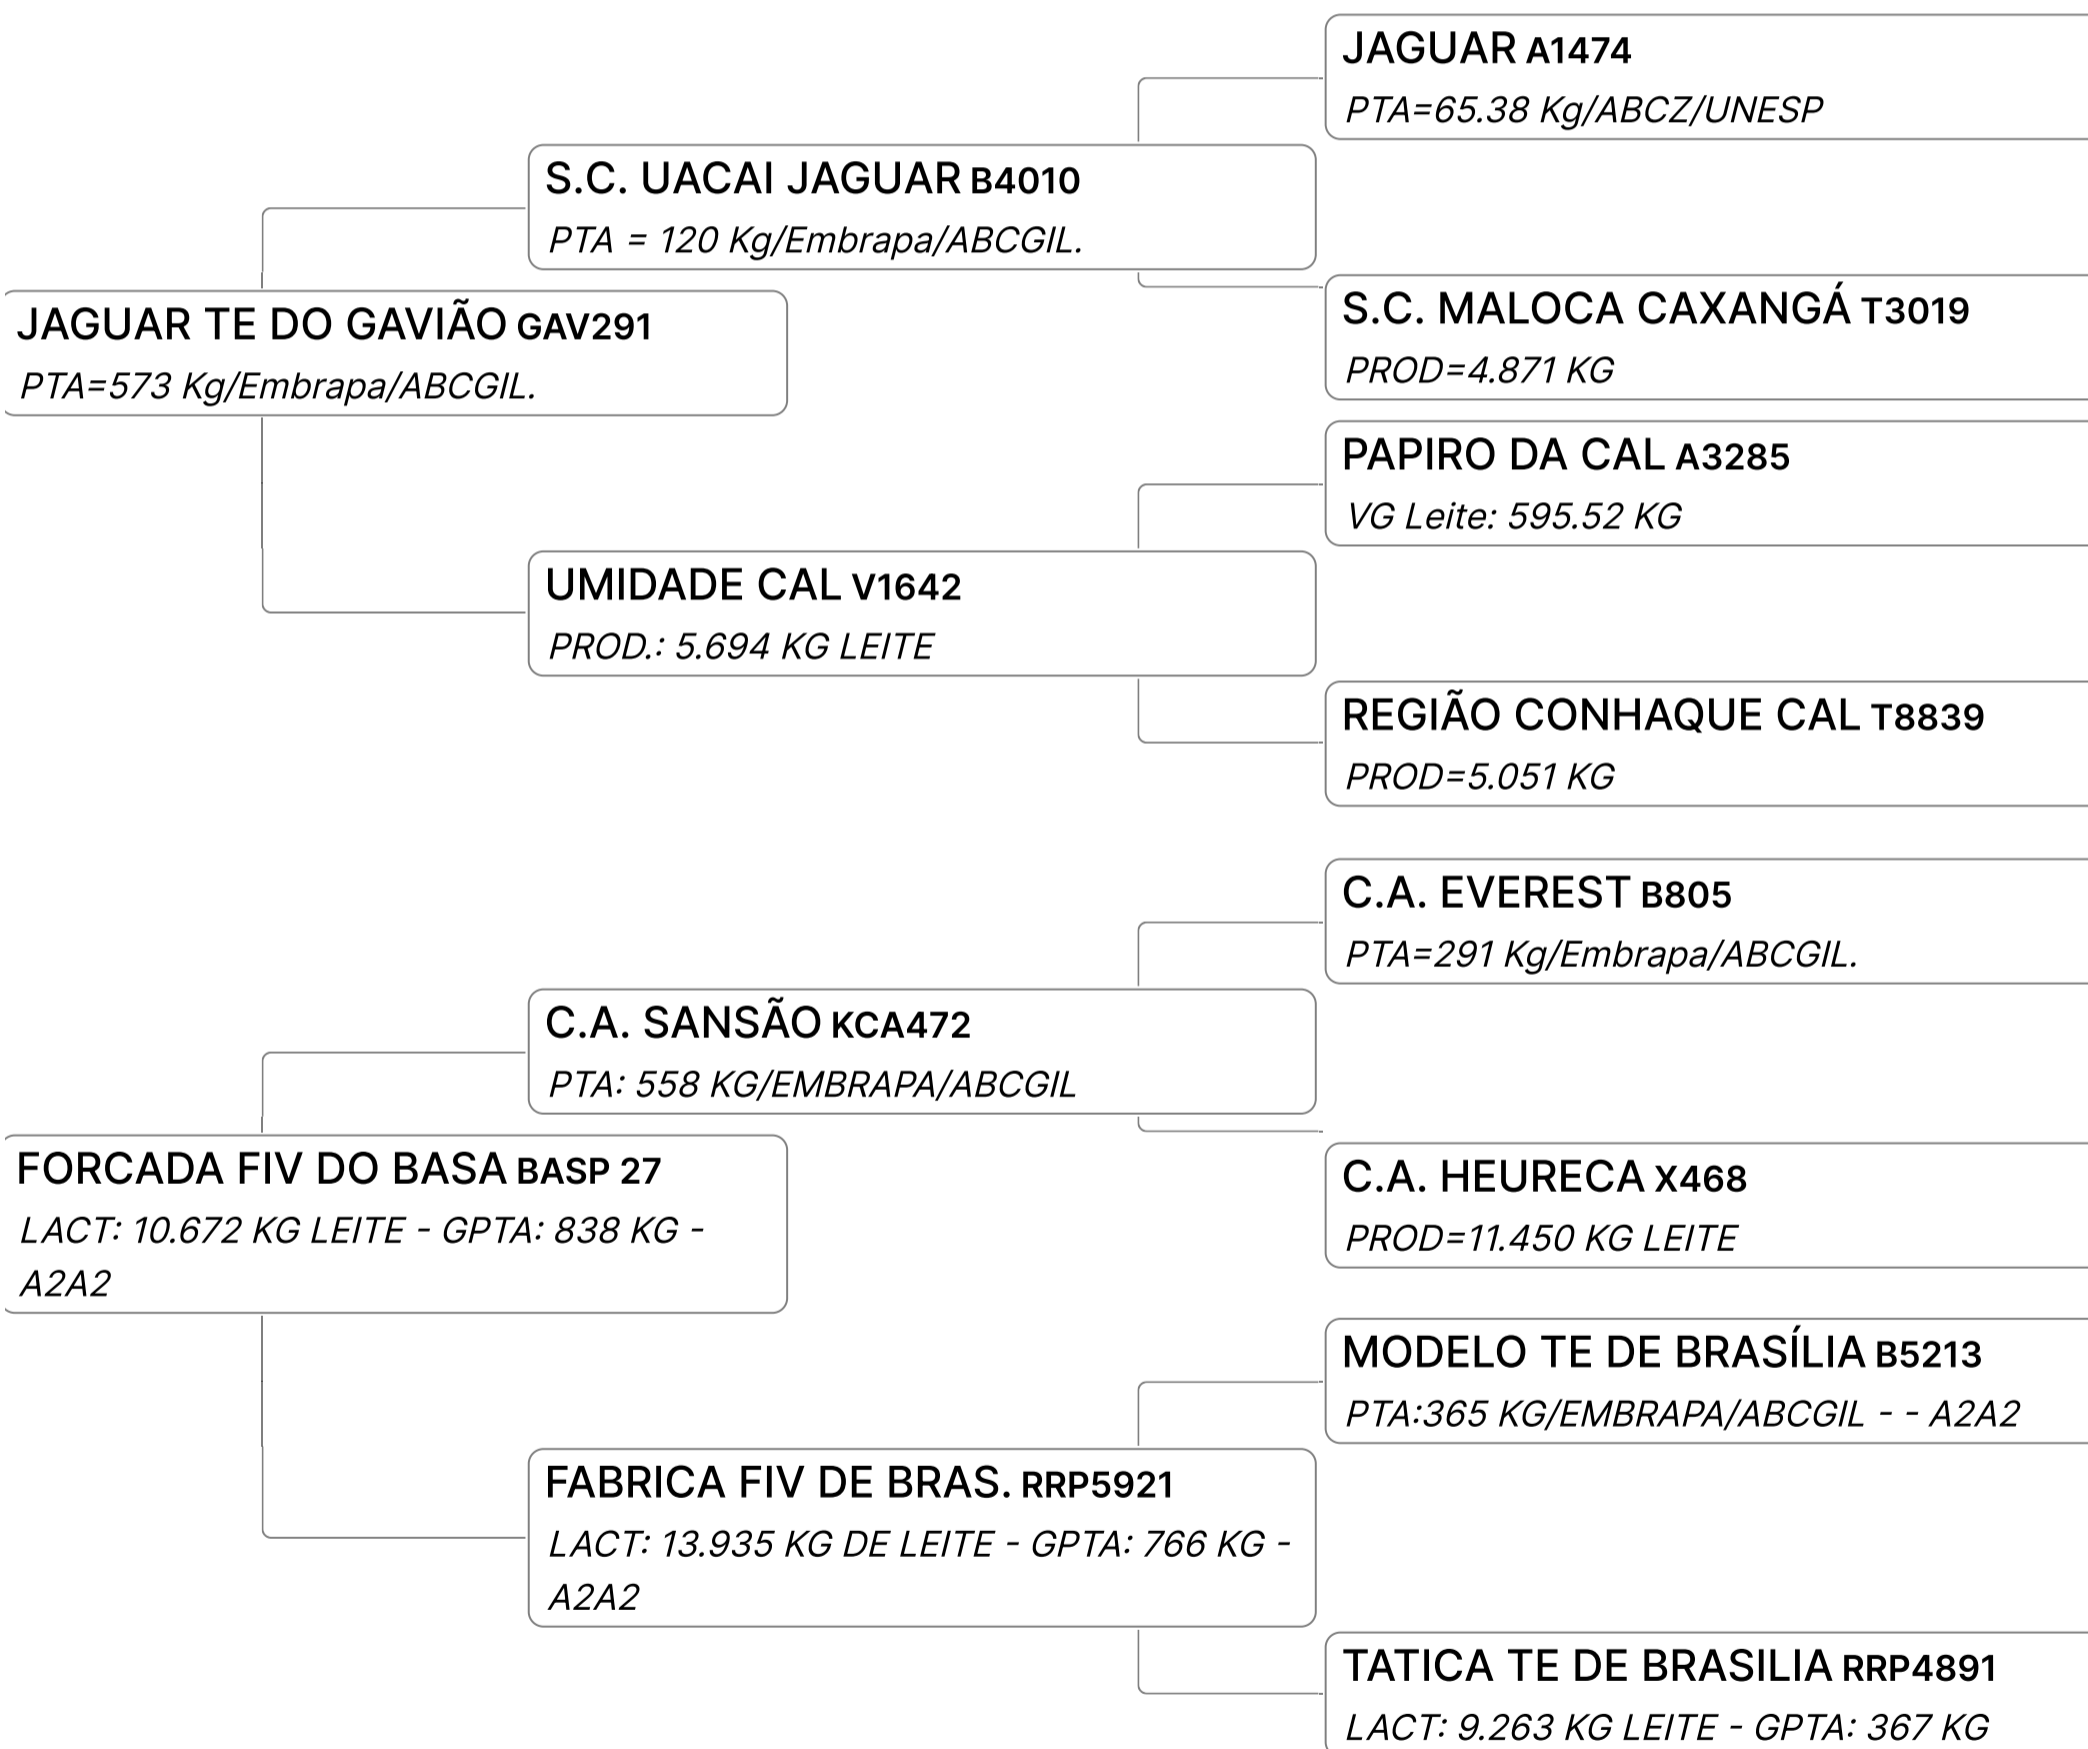 JAGUAR A1474
PTA=65.38 Kg/ABCZ/UNESP
S.C. UACAI JAGUAR B4010
PTA = 120 Kg/Embrapa/ABCGIL.
S.C. MALOCA CAXANGÁ T3019
PROD=4.871 KG
JAGUAR TE DO GAVIÃO GAV291
PTA=573 Kg/Embrapa/ABCGIL.
PAPIRO DA CAL A3285
VG Leite: 595.52 KG
UMIDADE CAL V1642
PROD.: 5.694 KG LEITE
REGIÃO CONHAQUE CAL T8839
PROD=5.051 KG
C.A. EVEREST B805
PTA=291 Kg/Embrapa/ABCGIL.
C.A. SANSÃO KCA472
PTA: 558 KG/EMBRAPA/ABCGIL
C.A. HEURECA X468
PROD=11.450 KG LEITE
FORCADA FIV DO BASA BASP 27
LACT: 10.672 KG LEITE - GPTA: 838 KG -
A2A2
MODELO TE DE BRASÍLIA B5213
PTA:365 KG/EMBRAPA/ABCGIL - - A2A2
FABRICA FIV DE BRAS. RRP5921
LACT: 13.935 KG DE LEITE - GPTA: 766 KG -
A2A2
TATICA TE DE BRASILIA RRP4891
LACT: 9.263 KG LEITE - GPTA: 367 KG